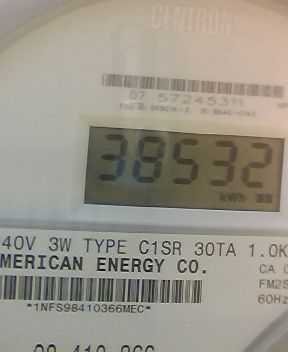 CENTRON
07 57245311
38532
kWh
40V 3W TYPE C1SR 30TA 1.0K
MERICAN ENERGY CO.
CA
FM2S
60Hz
*1NFS98410366MEC*